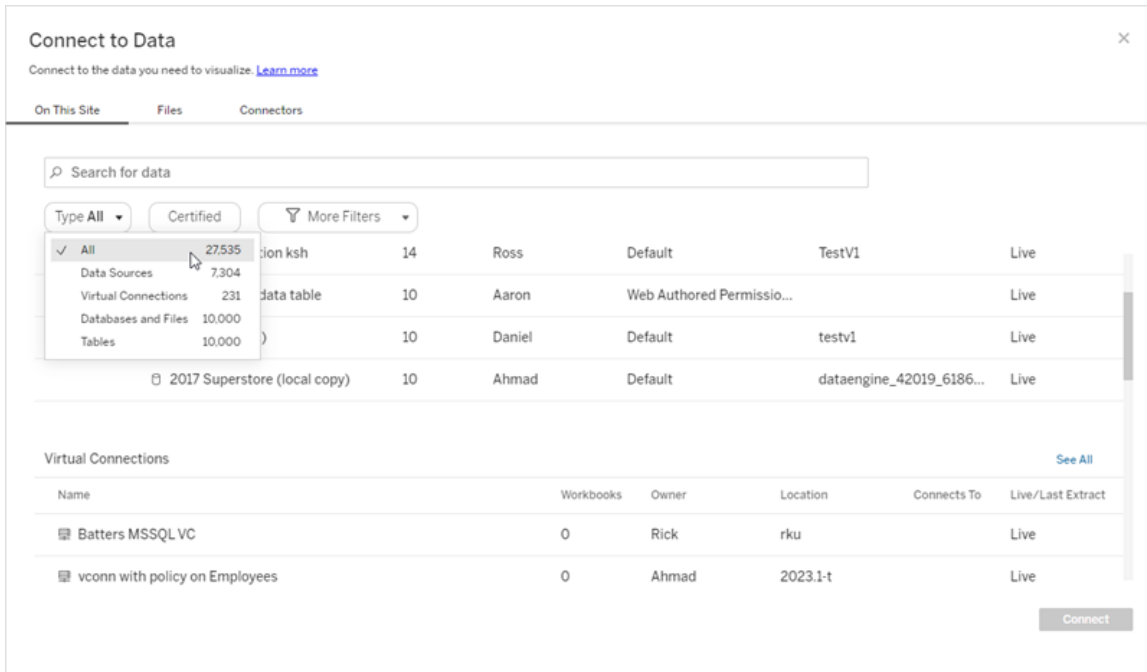 Connect to Data
Connect to the data you need to visualize. Learn more
On This Site Files Connectors
Search for data
Type All Certified More Filters
All 27,535
Data Sources 7,304
Virtual Connections 231
Databases and Files 10,000
Tables 10,000
tion ksh 14 Ross Default TestV1 Live
data table 10 Aaron Web Authored Permissio... Live
) 10 Daniel Default testv1 Live
2017 Superstore (local copy) 10 Ahmad Default dataengine_42019_6186... Live
Virtual Connections See All
Name Workbooks Owner Location Connects To Live/Last Extract
Batters MSSQL VC 0 Rick rku Live
vconn with policy on Employees 0 Ahmad 2023.1-t Live
Connect